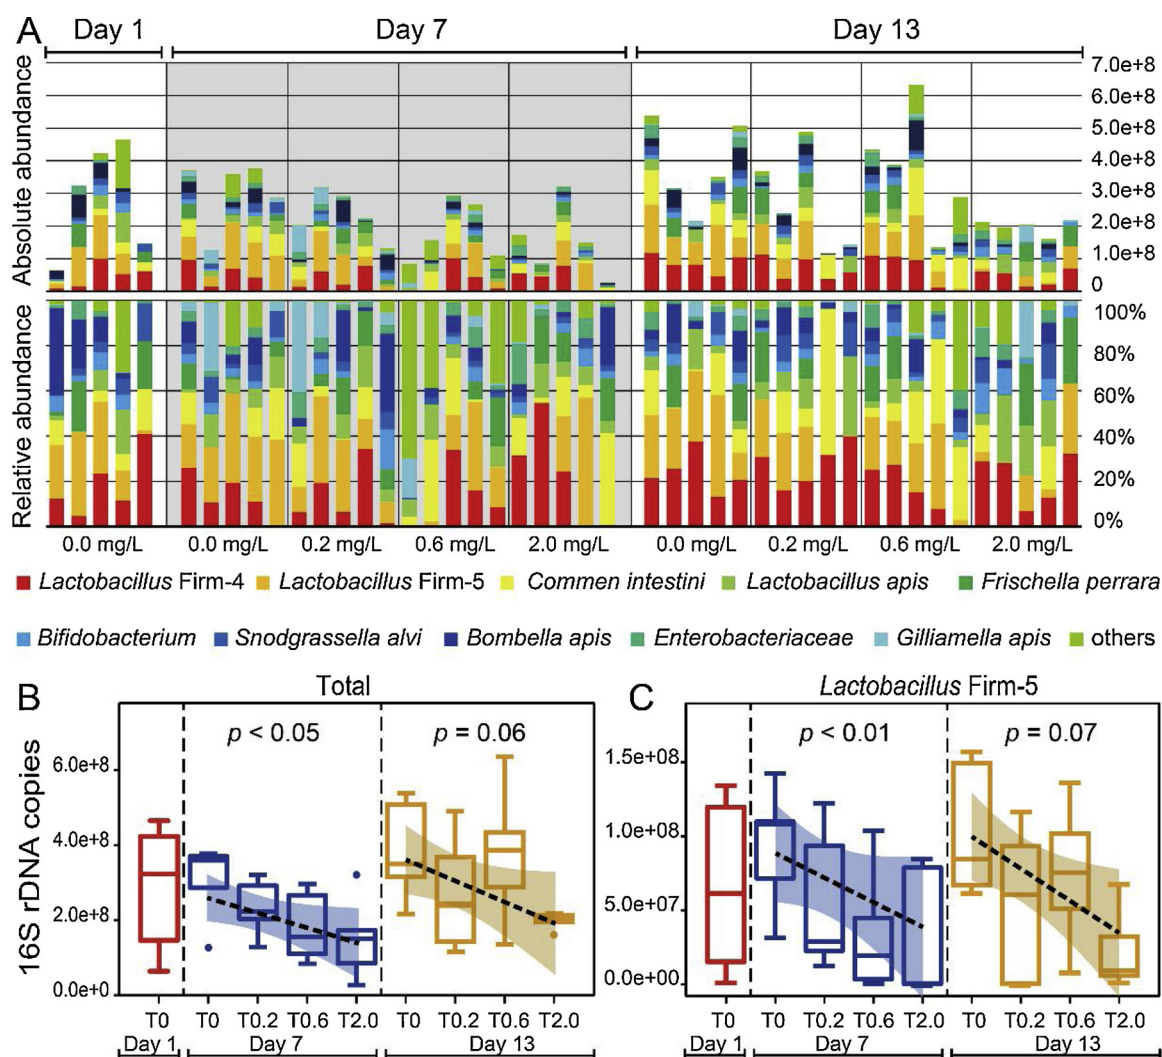 A
Day 1 Day 7 Day 13
Absolute abundance
7.0e+8
6.0e+8
5.0e+8
4.0e+8
3.0e+8
2.0e+8
1.0e+8
0
Relative abundance
100%
80%
60%
40%
20%
0%
0.0 mg/L 0.0 mg/L 0.2 mg/L 0.6 mg/L 2.0 mg/L 0.0 mg/L 0.2 mg/L 0.6 mg/L 2.0 mg/L
Lactobacillus Firm-4 Lactobacillus Firm-5 Commen intestini Lactobacillus apis Frischella perrara
Bifidobacterium Snodgrassella alvi Bombella apis Enterobacteriaceae Gilliamella apis others
B
Total
16S rDNA copies
6.0e+8
4.0e+8
2.0e+8
0.0e+0
p < 0.05 p = 0.06
T0 T0 T0.2 T0.6 T2.0 T0 T0.2 T0.6 T2.0
Day 1 Day 7 Day 13
C
Lactobacillus Firm-5
1.5e+08
1.0e+08
5.0e+07
0.0e+00
p < 0.01 p = 0.07
T0 T0 T0.2 T0.6 T2.0 T0 T0.2 T0.6 T2.0
Day 1 Day 7 Day 13